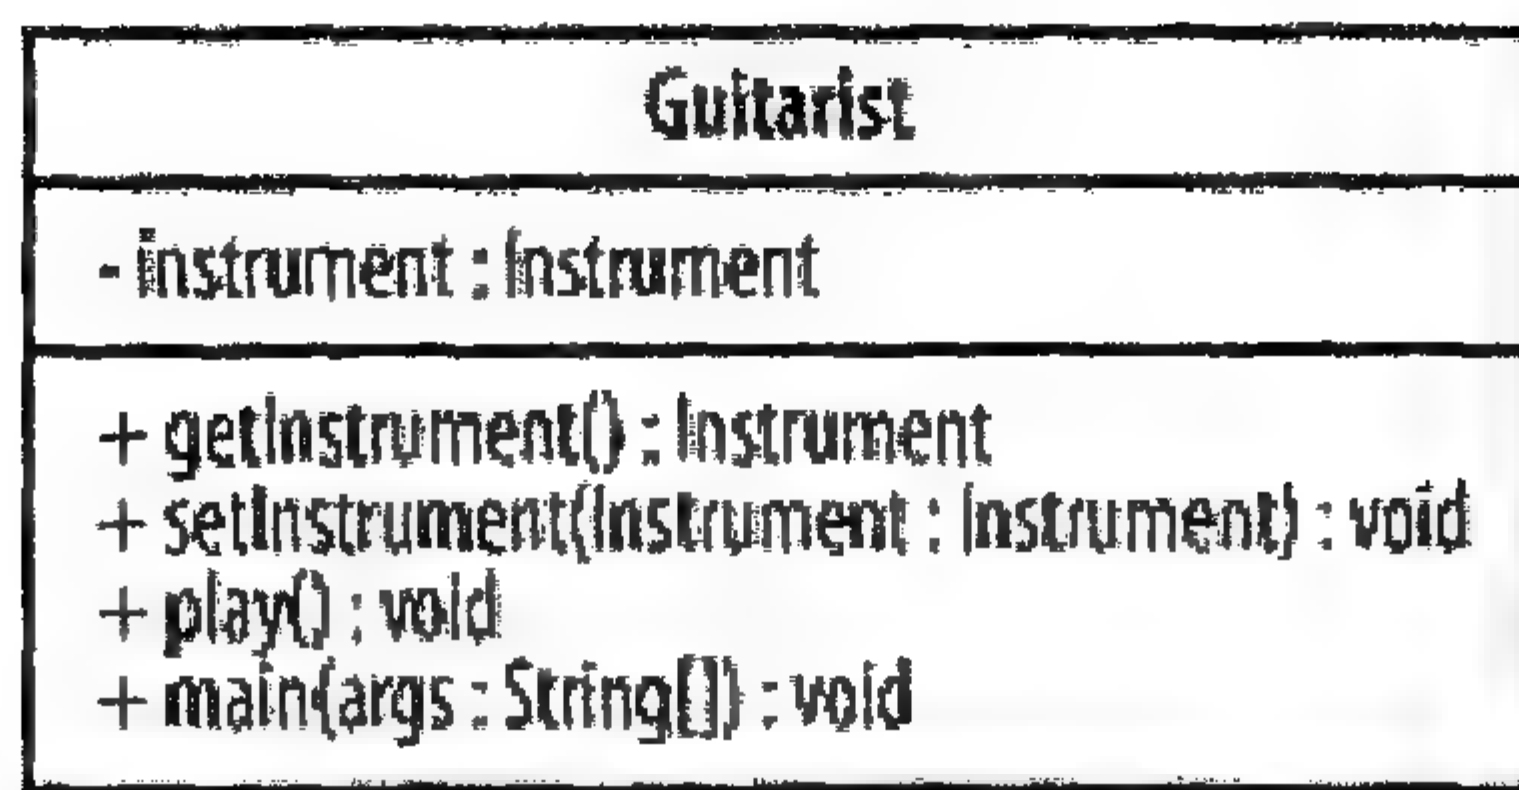 Guitarist
- instrument : Instrument
+ getInstrument() : Instrument
+ setInstrument(instrument : Instrument) : void
+ play() : void
+ main(args : String[]) : void